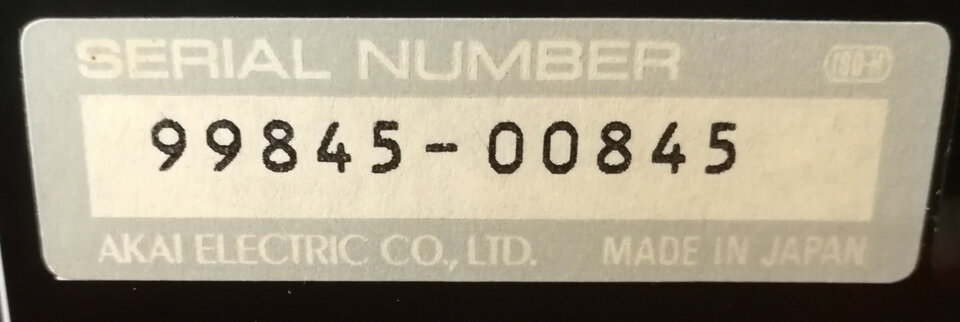 SERIAL NUMBER
99845-00845
AKAI ELECTRIC CO., LTD. MADE IN JAPAN